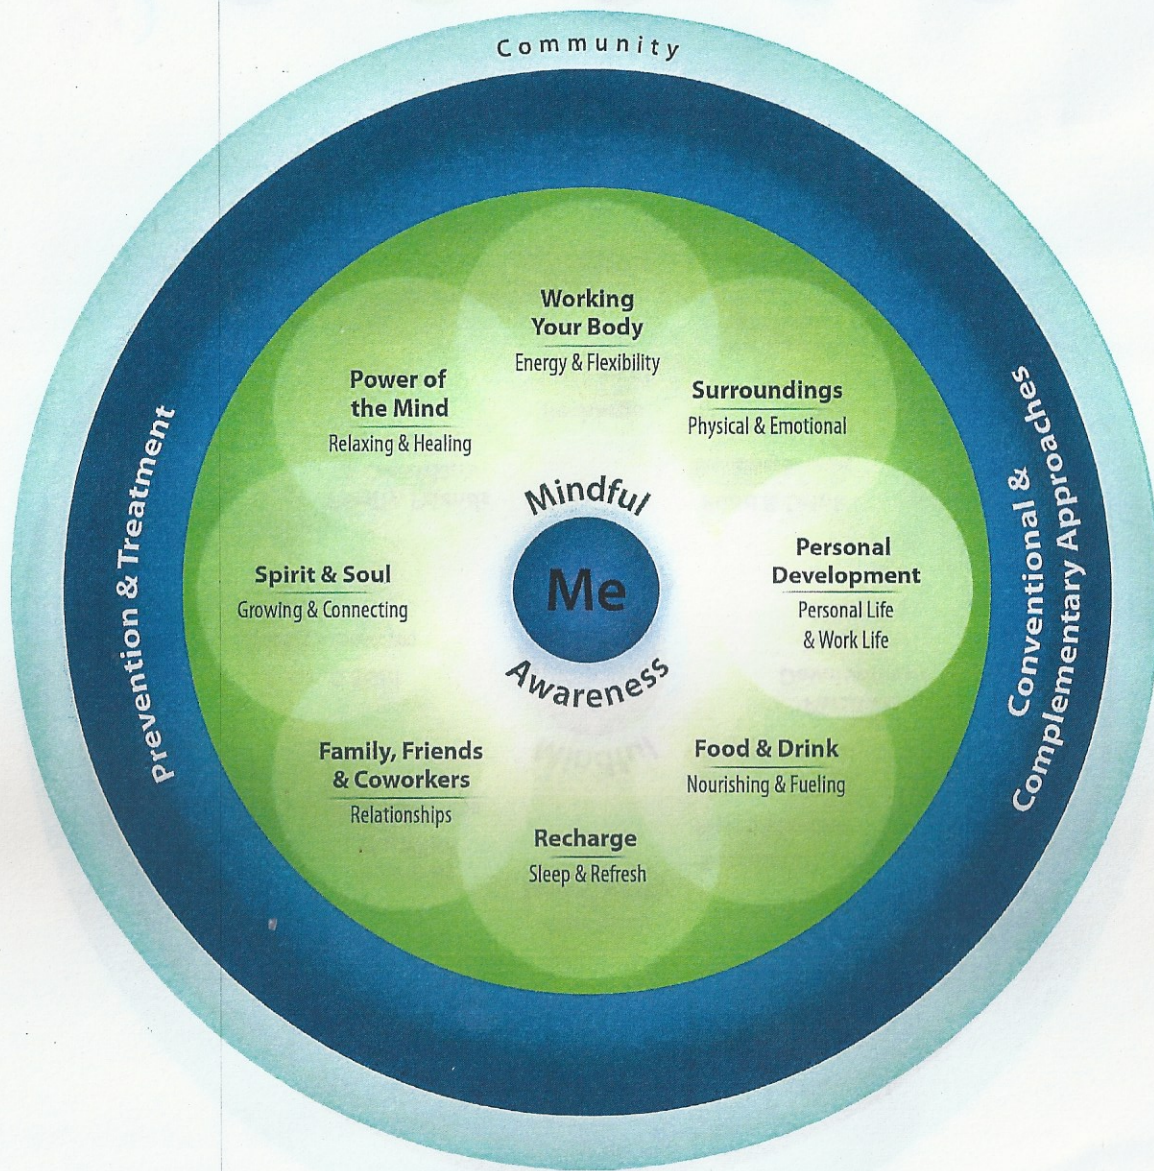 Community
Working
Your Body
Energy & Flexibility
Surroundings
Physical & Emotional
Personal
Development
Personal Life
& Work Life
Food & Drink
Nourishing & Fueling
Recharge
Sleep & Refresh
Family, Friends
& Coworkers
Relationships
Spirit & Soul
Growing & Connecting
Power of
the Mind
Relaxing & Healing
Mindful
Me
Awareness
Prevention & Treatment
Conventional &
Complementary Approaches